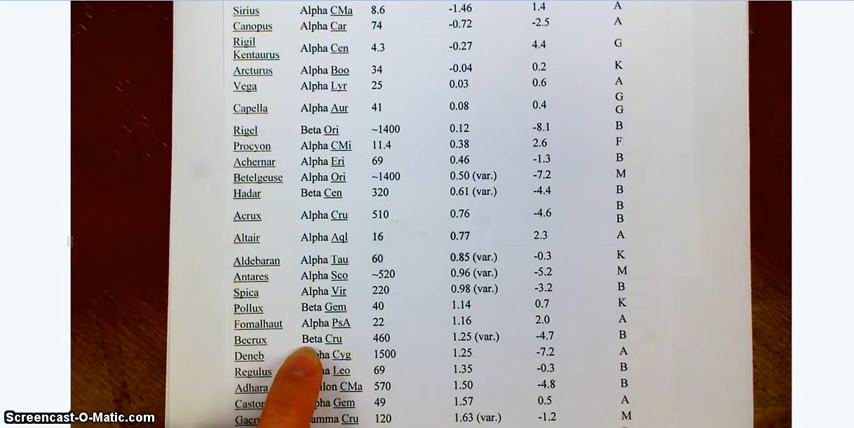 Sirius Alpha CMa 8.6 -1.46 1.4 A
Canopus Alpha Car 74 -0.72 -2.5 A
Rigil
Kentaurus Alpha Cen 4.3 -0.27 4.4 G
Arcturus Alpha Boo 34 -0.04 0.2 K
Vega Alpha Lyr 25 0.03 0.6 A
G
Capella Alpha Aur 41 0.08 0.4 G
Rigel Beta Ori ~1400 0.12 -8.1 B
Procyon Alpha CMi 11.4 0.38 2.6 F
Achernar Alpha Eri 69 0.46 -1.3 B
Betelgeuse Alpha Ori ~1400 0.50 (var.) -7.2 M
Hadar Beta Cen 320 0.61 (var.) -4.4 B
B
Acrux Alpha Cru 510 0.76 -4.6 B
Altair Alpha Aql 16 0.77 2.3 A
Aldebaran Alpha Tau 60 0.85 (var.) -0.3 K
Antares Alpha Sco ~520 0.96 (var.) -5.2 M
Spica Alpha Vir 220 0.98 (var.) -3.2 B
Pollux Beta Gem 40 1.14 0.7 K
Fomalhaut Alpha PsA 22 1.16 2.0 A
Becrux Beta Cru 460 1.25 (var.) -4.7 B
Deneb Cyg 1500 1.25 -7.2 A
Regulus Leo 69 1.35 -0.3 B
Adhara CMa 570 1.50 -4.8 B
Castor Gem 49 1.57 0.5 A
Cru 120 1.63 (var.) -1.2 M
Screencast-O-Matic.com